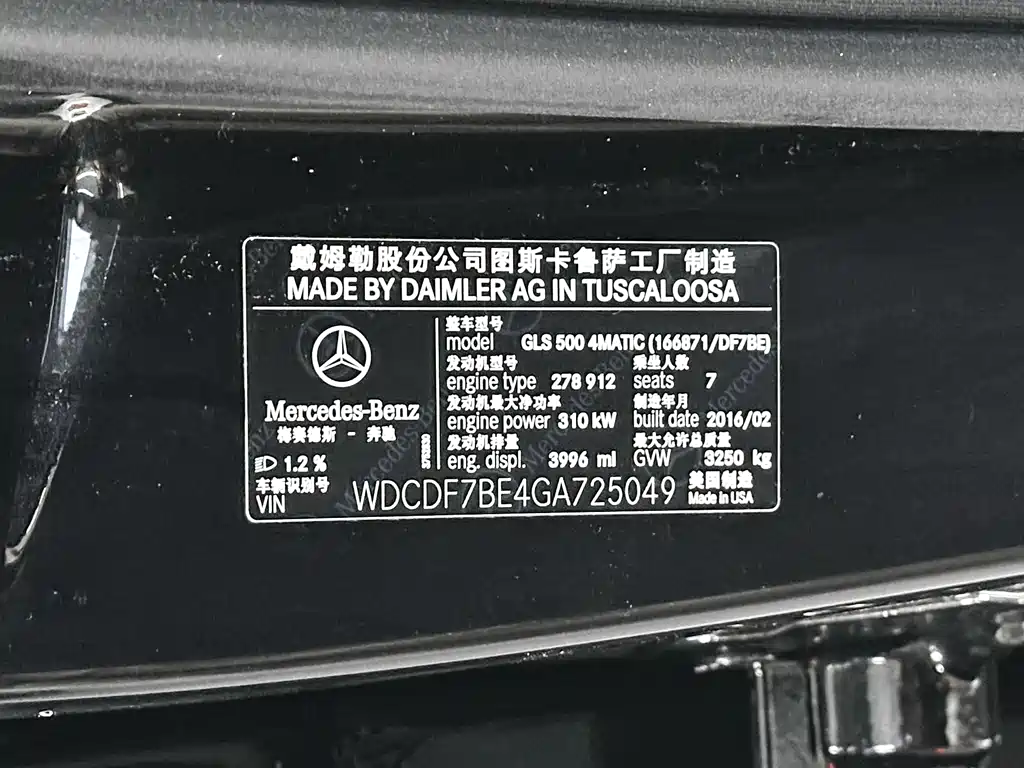 戴姆勒股份公司图斯卡鲁萨工厂制造
MADE BY DAIMLER AG IN TUSCALOOSA
Mercedes-Benz
梅赛德斯 - 奔驰
1.2 %
整车型号
model GLS 500 4MATIC (166871/DF7BE)
发动机型号 乘坐人数
engine type 278 912 seats 7
发动机最大净功率 制造年月
engine power 310 kW built date 2016/02
发动机排量 最大允许总质量
eng. displ. 3996 ml GVW 3250 kg
车辆识别号
VIN WDCDF7BE4GA725049
美国制造
Made in USA